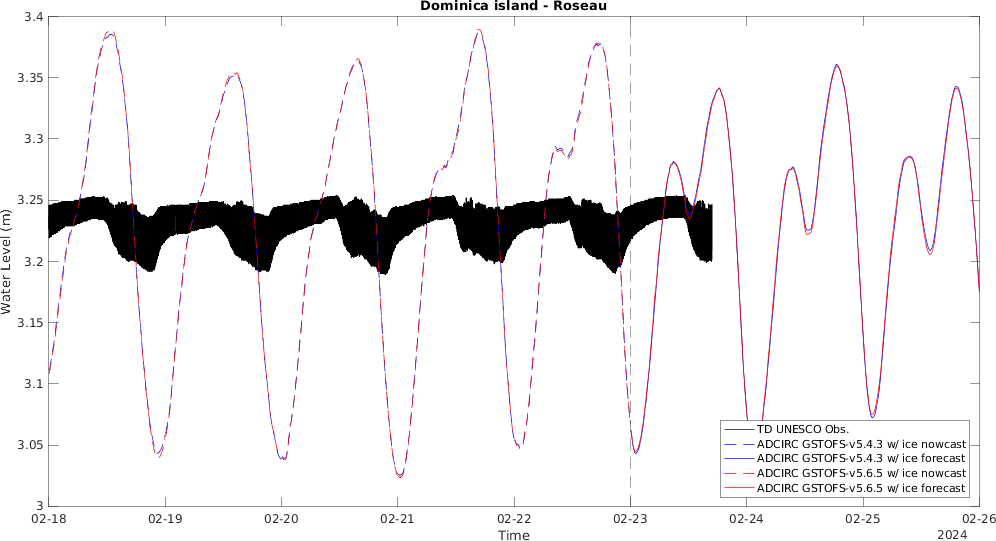 Dominica island - Roseau
3.4
3.35
3.3
3.25
3.2
3.15
3.1
3.05
3
Water Level (m)
TD UNESCO Obs.
ADCIRC GSTOFS-v5.4.3 w/ ice nowcast
ADCIRC GSTOFS-v5.4.3 w/ ice forecast
ADCIRC GSTOFS-v5.6.5 w/ ice nowcast
ADCIRC GSTOFS-v5.6.5 w/ ice forecast
02-18 02-19 02-20 02-21 02-22 02-23 02-24 02-25 02-26
Time
2024